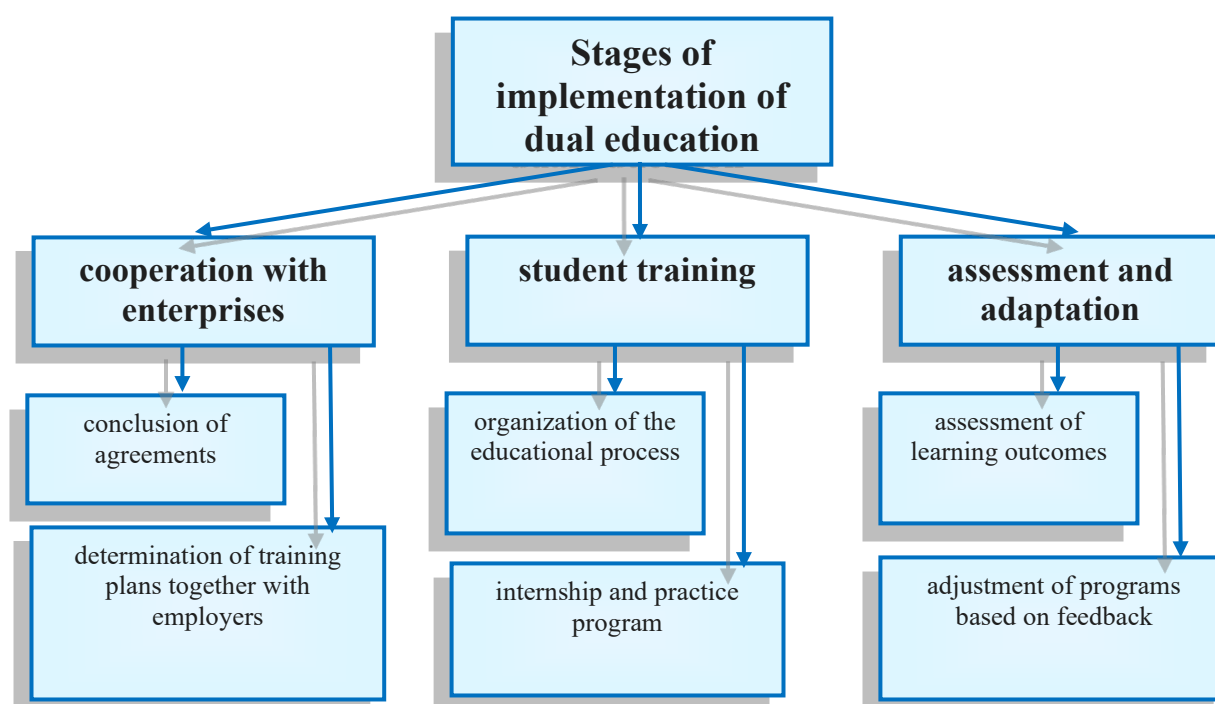 Stages of
implementation of
dual education
cooperation with
enterprises
student training
assessment and
adaptation
conclusion of
agreements
organization of the
educational process
assessment of
learning outcomes
determination of training
plans together with
employers
internship and practice
program
adjustment of programs
based on feedback